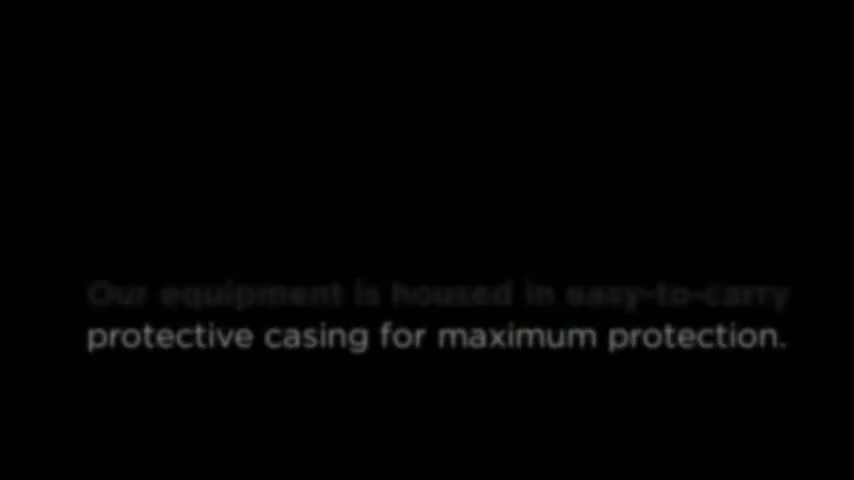 Our equipment is housed in easy-to-carry
protective casing for maximum protection.